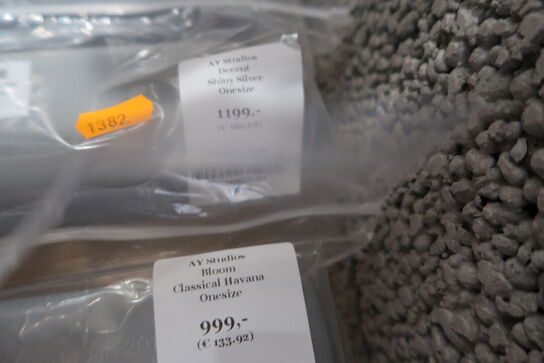 AY Studios
Decent
Shiny Silver
Onesize
1199,-
1382
AY Studios
Bloom
Classical Havana
Onesize
999,-
(€ 133.92)